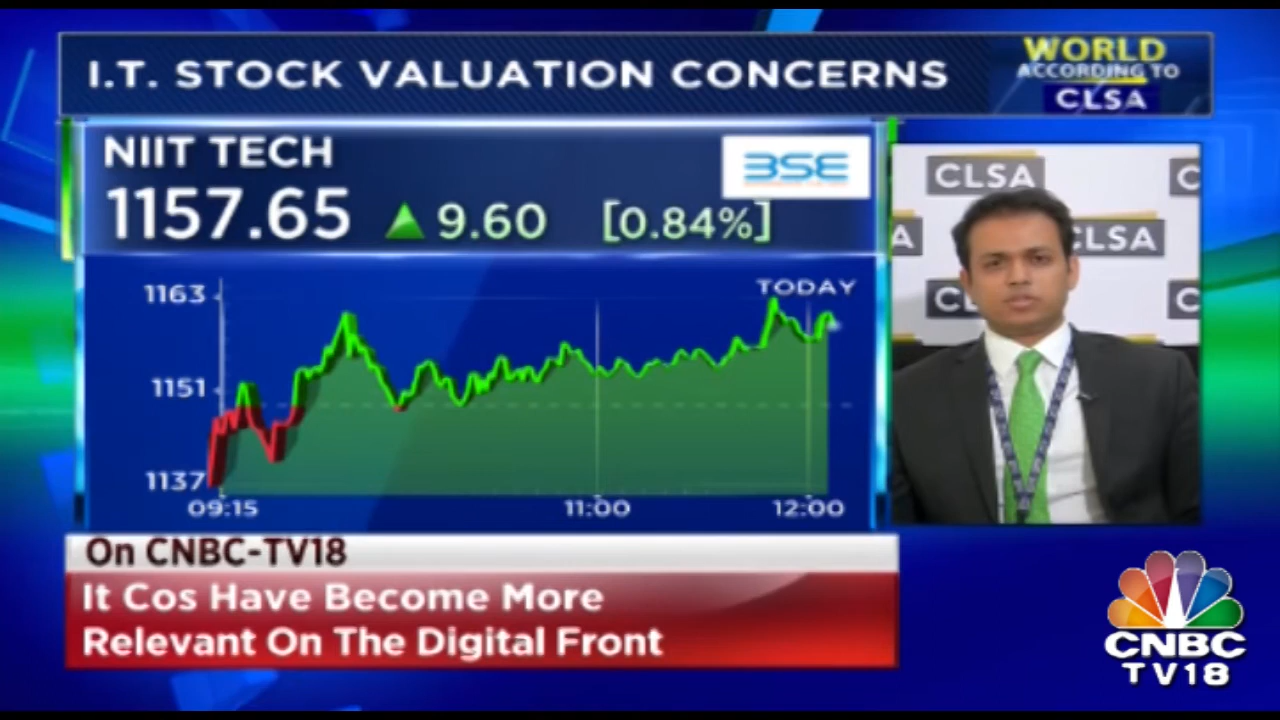 I.T. STOCK VALUATION CONCERNS
WORLD
ACCORDING TO
CLSA
NIIT TECH
BSE
1157.65 ▲ 9.60 [0.84%]
TODAY
1163
1151
1137
09:15 11:00 12:00
CLSA
C
A
CLSA
CL
C
On CNBC-TV18
It Cos Have Become More
Relevant On The Digital Front
CNBC
TV18